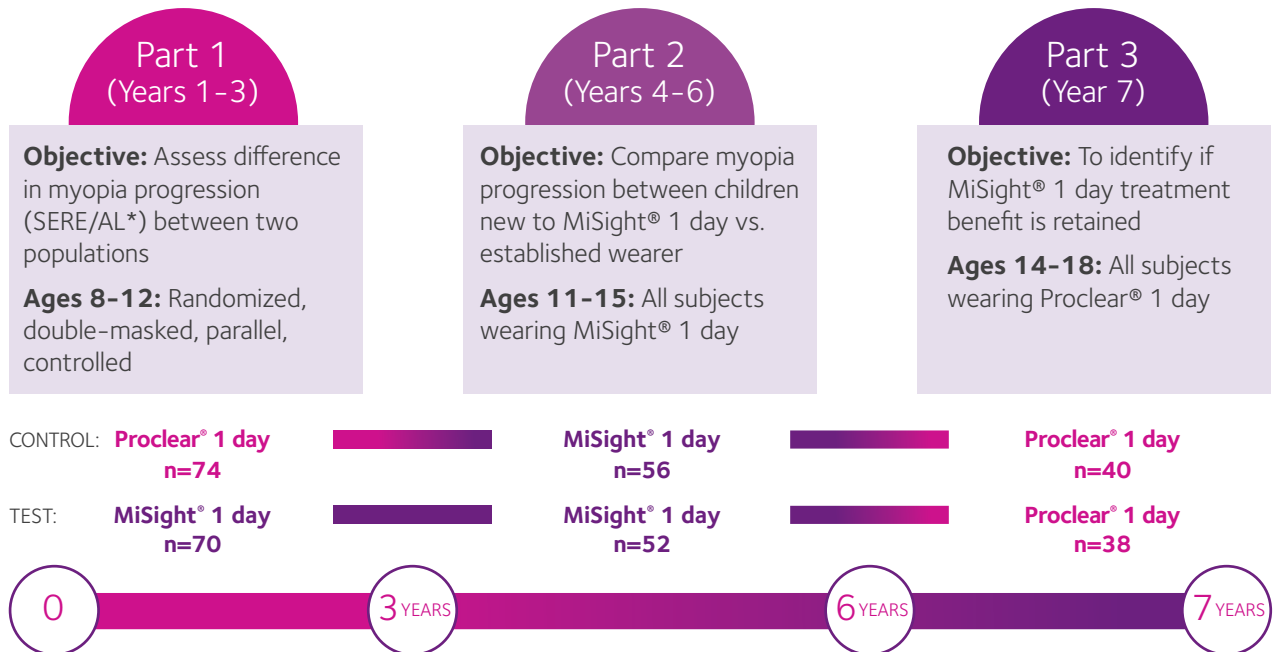 Part 1
(Years 1-3)
Objective: Assess difference
in myopia progression
(SERE/AL*) between two
populations
Ages 8-12: Randomized,
double-masked, parallel,
controlled
Part 2
(Years 4-6)
Objective: Compare myopia
progression between children
new to MiSight® 1 day vs.
established wearer
Ages 11-15: All subjects
wearing MiSight® 1 day
Part 3
(Year 7)
Objective: To identify if
MiSight® 1 day treatment
benefit is retained
Ages 14-18: All subjects
wearing Proclear® 1 day
CONTROL: Proclear® 1 day MiSight® 1 day Proclear® 1 day
n=74 n=56 n=40
TEST: MiSight® 1 day MiSight® 1 day Proclear® 1 day
n=70 n=52 n=38
0 3 YEARS 6 YEARS 7 YEARS